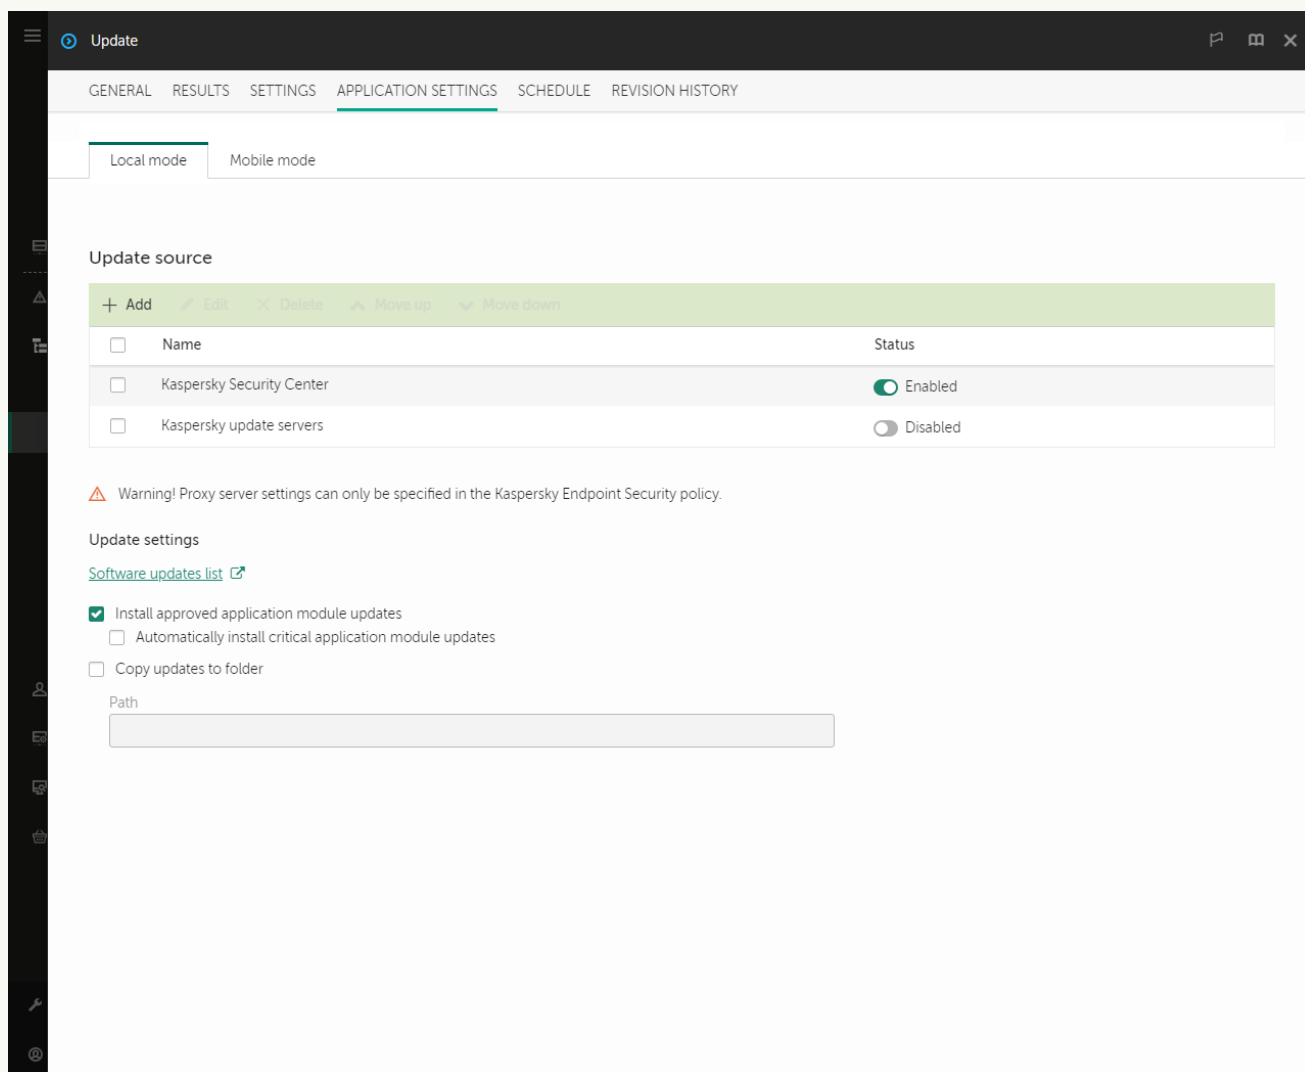 Update
GENERAL RESULTS SETTINGS APPLICATION SETTINGS SCHEDULE REVISION HISTORY
Local mode Mobile mode
Update source
Add Edit Delete Move up Move down
Name Status
Kaspersky Security Center Enabled
Kaspersky update servers Disabled
Warning! Proxy server settings can only be specified in the Kaspersky Endpoint Security policy.
Update settings
Software updates list
Install approved application module updates
Automatically install critical application module updates
Copy updates to folder
Path